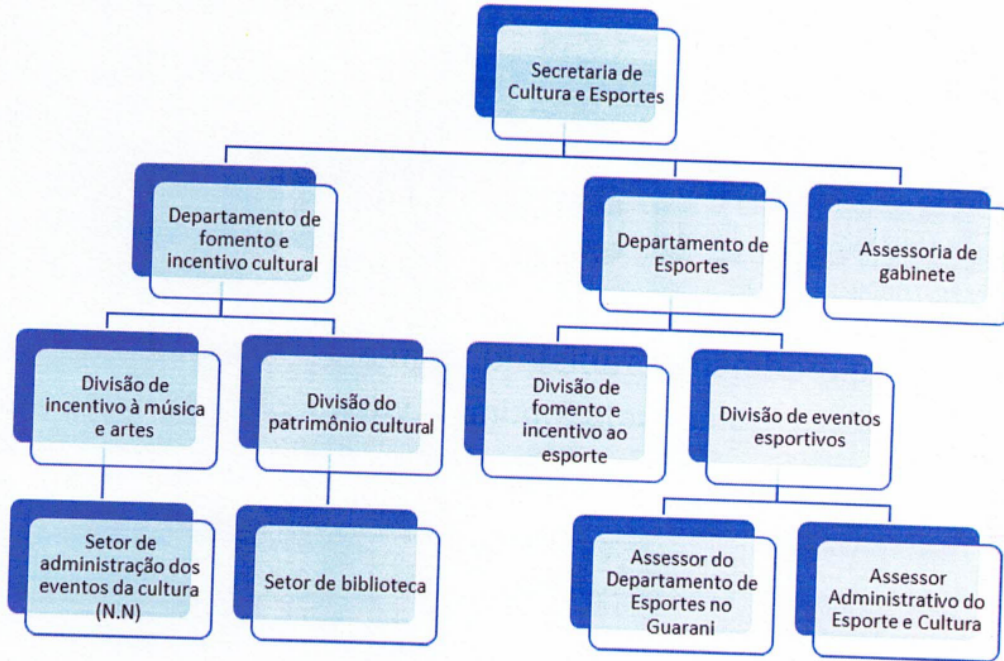 Secretaria de
Cultura e Esportes
Departamento de
fomento e
incentivo cultural
Departamento de
Esportes
Assessoria de
gabinete
Divisão de
incentivo à música
e artes
Divisão do
patrimônio cultural
Divisão de
fomento e
incentivo ao
esporte
Divisão de eventos
esportivos
Setor de
administração dos
eventos da cultura
(N.N)
Setor de biblioteca
Assessor do
Departamento de
Esportes no
Guarani
Assessor
Administrativo do
Esporte e Cultura